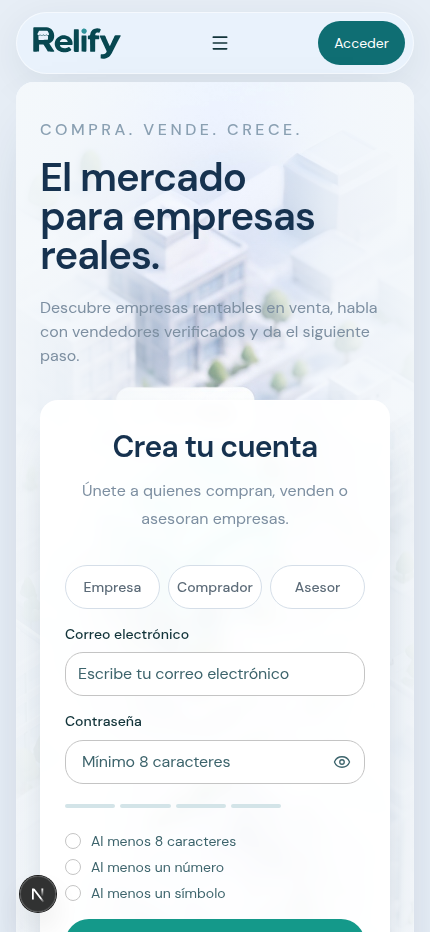 Relify
Acceder
COMPRA. VENDE. CRECE.
El mercado
para empresas
reales.
Descubre empresas rentables en venta, habla
con vendedores verificados y da el siguiente
paso.
Crea tu cuenta
Únete a quienes compran, venden o
asesoran empresas.
Empresa Comprador Asesor
Correo electrónico
Escribe tu correo electrónico
Contraseña
Mínimo 8 caracteres
Al menos 8 caracteres
Al menos un número
Al menos un símbolo
N